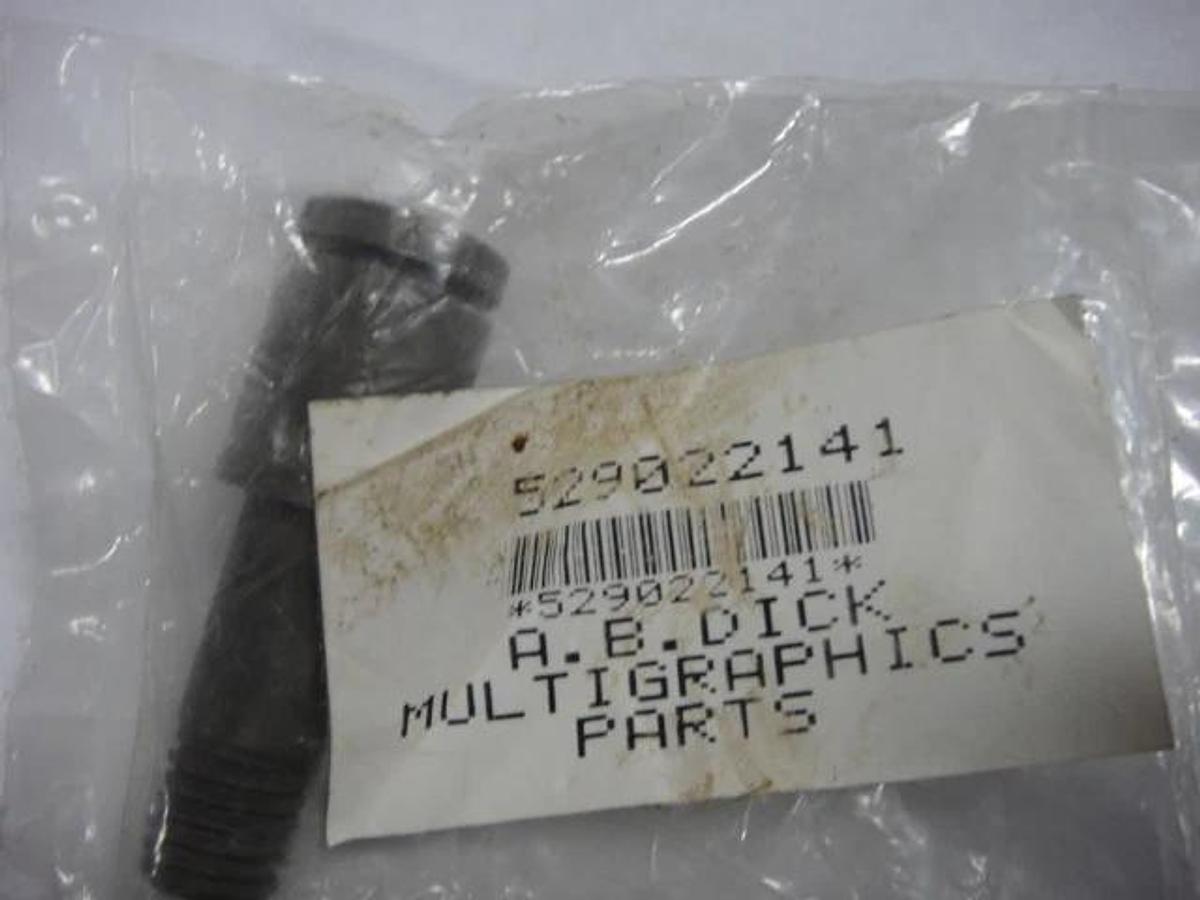 529022141
*529022141*
A.B.DICK
MULTIGRAPHICS
PARTS